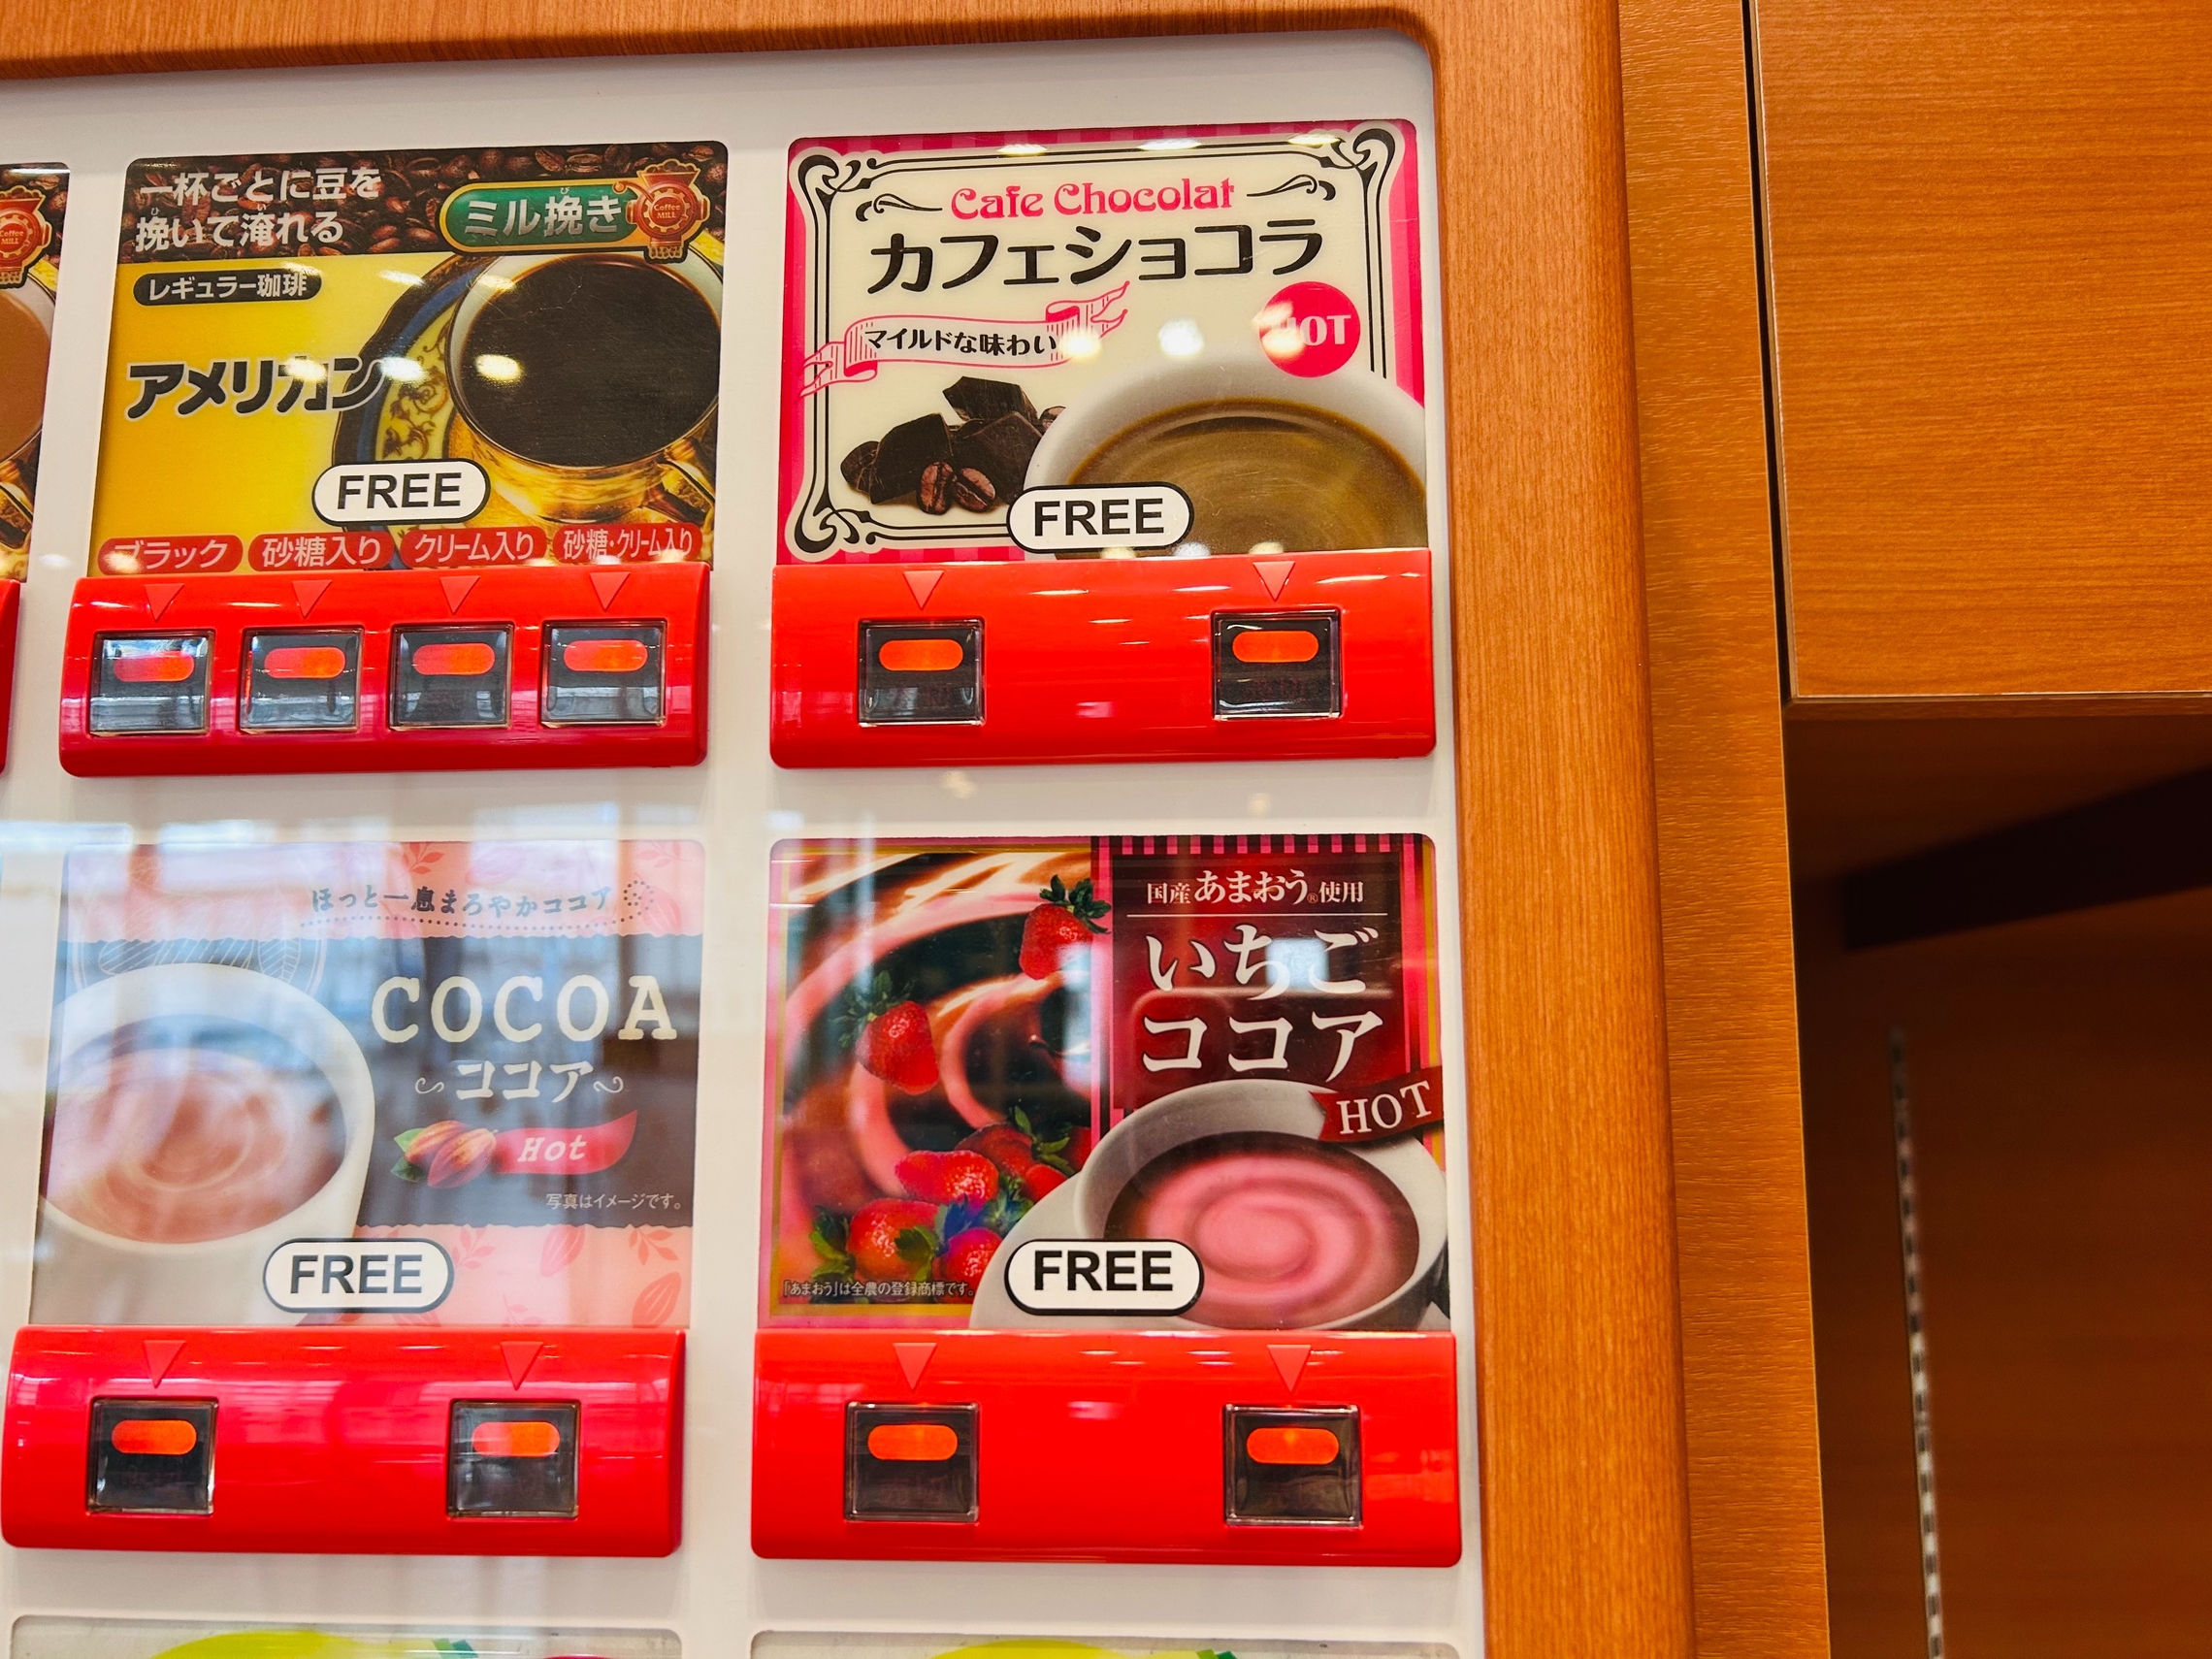 一杯ごとに豆を
挽いて淹れる
ミル挽き
Coffee
MILL
レギュラー珈琲
アメリカン
FREE
ブラック
砂糖入り
クリーム入り
砂糖・クリーム入り
Cafe Chocolat
カフェショコラ
マイルドな味わい
HOT
FREE
ほっと一息まろやかココア
COCOA
ココア
Hot
写真はイメージです。
FREE
国産あまおう®使用
いちご
ココア
HOT
FREE
「あまおう」は全農の登録商標です。